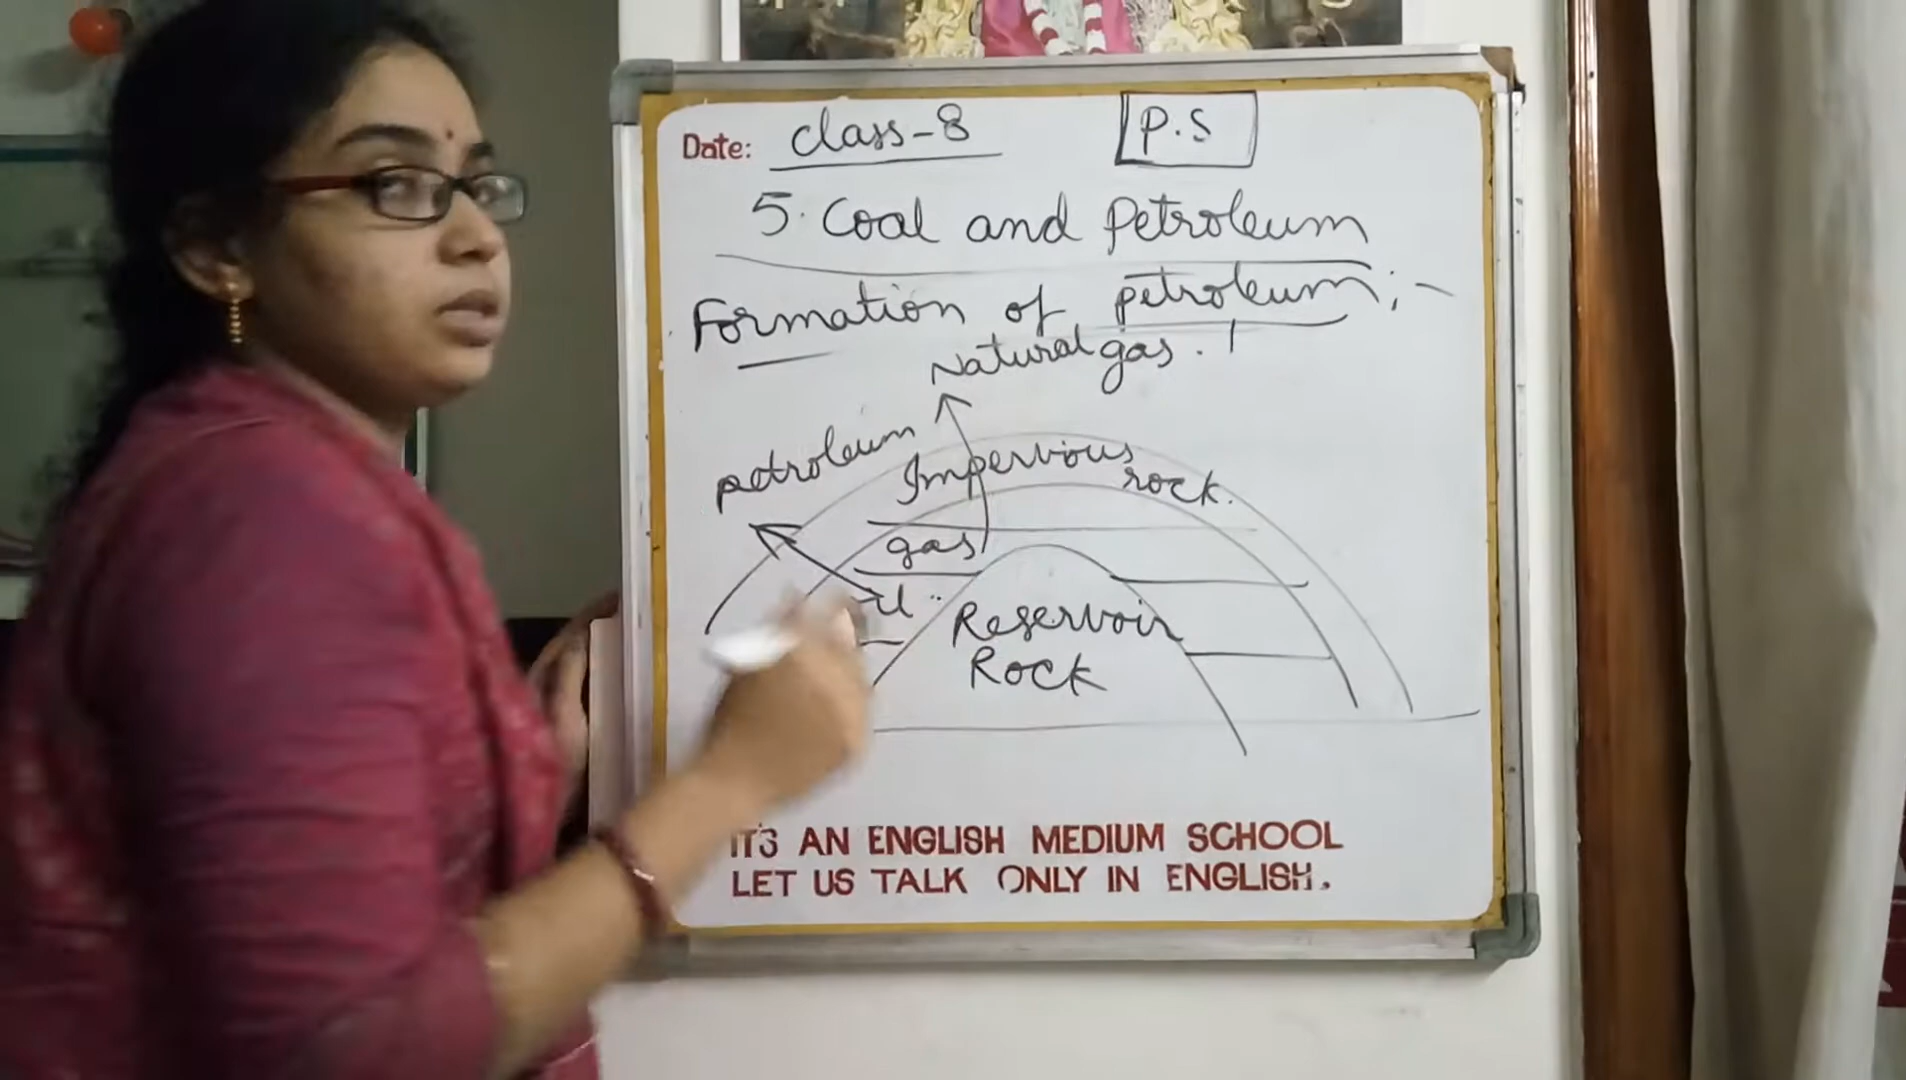 Date: class-8 P.S
5. Coal and Petroleum
Formation of petroleum;-
Natural gas.
petroleum
Impervious rock.
gas
Reservoir
Rock
IT'S AN ENGLISH MEDIUM SCHOOL
LET US TALK ONLY IN ENGLISH.